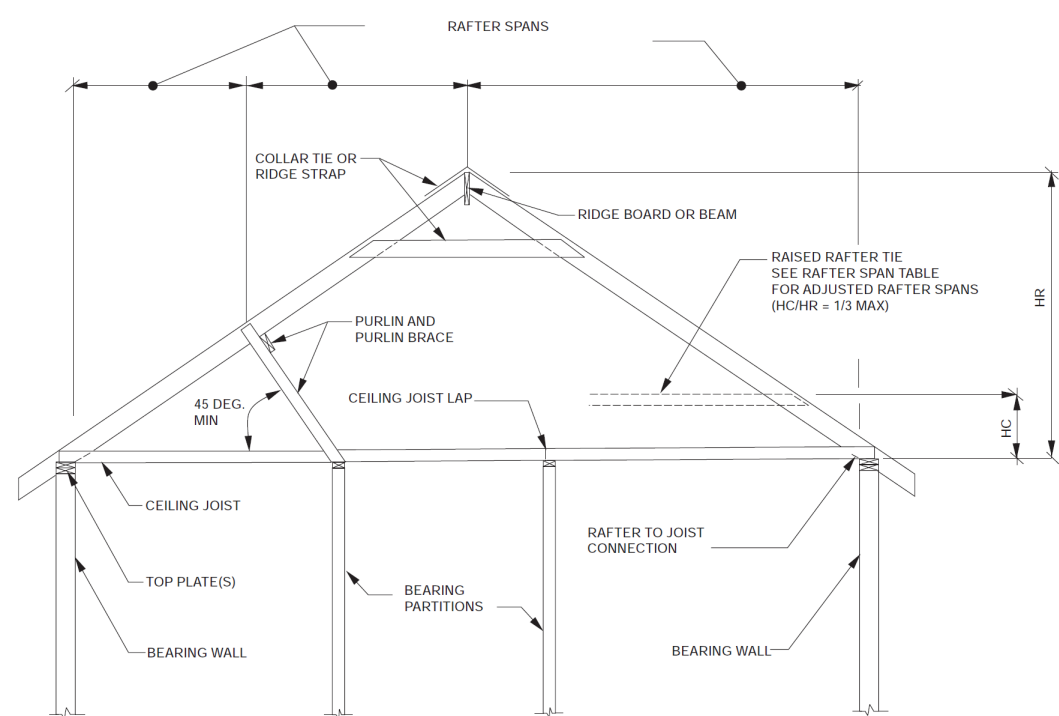 RAFTER SPANS
COLLAR TIE OR
RIDGE STRAP
RIDGE BOARD OR BEAM
RAISED RAFTER TIE
SEE RAFTER SPAN TABLE
FOR ADJUSTED RAFTER SPANS
(HC/HR = 1/3 MAX)
HR
PURLIN AND
PURLIN BRACE
45 DEG.
MIN
CEILING JOIST LAP
HC
CEILING JOIST
RAFTER TO JOIST
CONNECTION
TOP PLATE(S)
BEARING
PARTITIONS
BEARING WALL
BEARING WALL